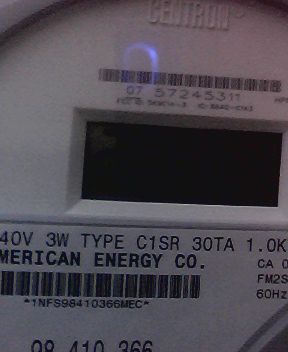 CENTRON
07 57245311
40V 3W TYPE C1SR 30TA 1.0K
MERICAN ENERGY CO.
CA 0
FM2S
*1NFS98410366MEC*
60Hz
98 410 366